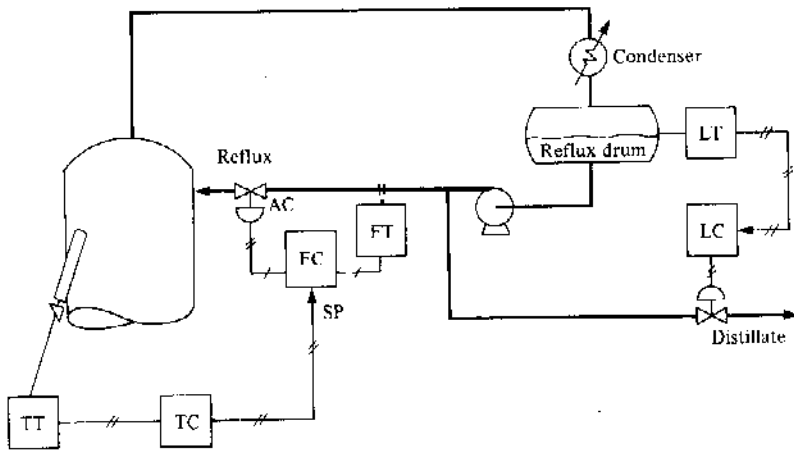 Condenser
Reflux drum
LT
Reflux
AC
FT
LC
FC
SP
Distillate
TT
TC